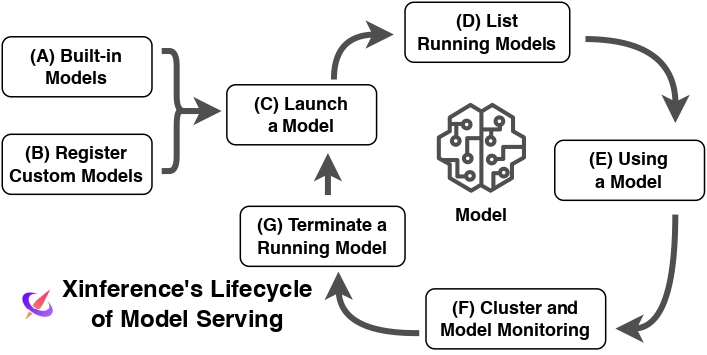 (A) Built-in
Models
(B) Register
Custom Models
(C) Launch
a Model
(D) List
Running Models
(E) Using
a Model
(F) Cluster and
Model Monitoring
(G) Terminate a
Running Model
Model
Xinference's Lifecycle
of Model Serving